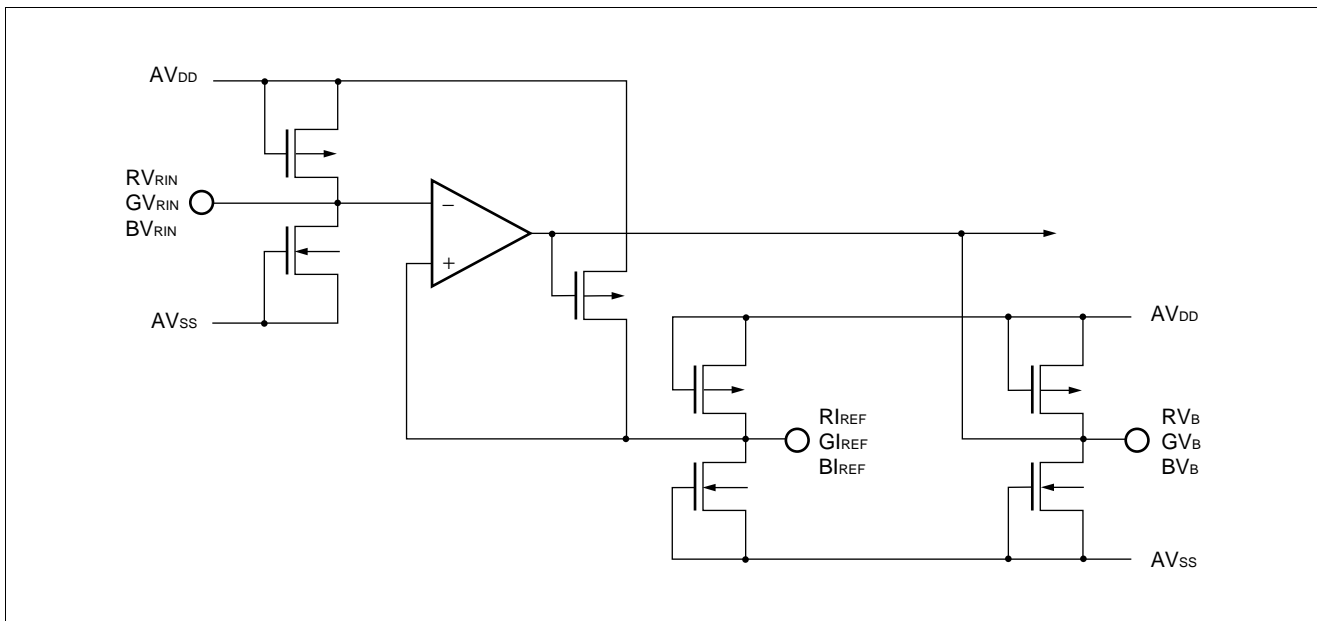 AVDD
RVRIN
GVRIN
BVRIN
−
+
AVSS
AVDD
RIREF
GIREF
BIREF
RVB
GVB
BVB
AVSS